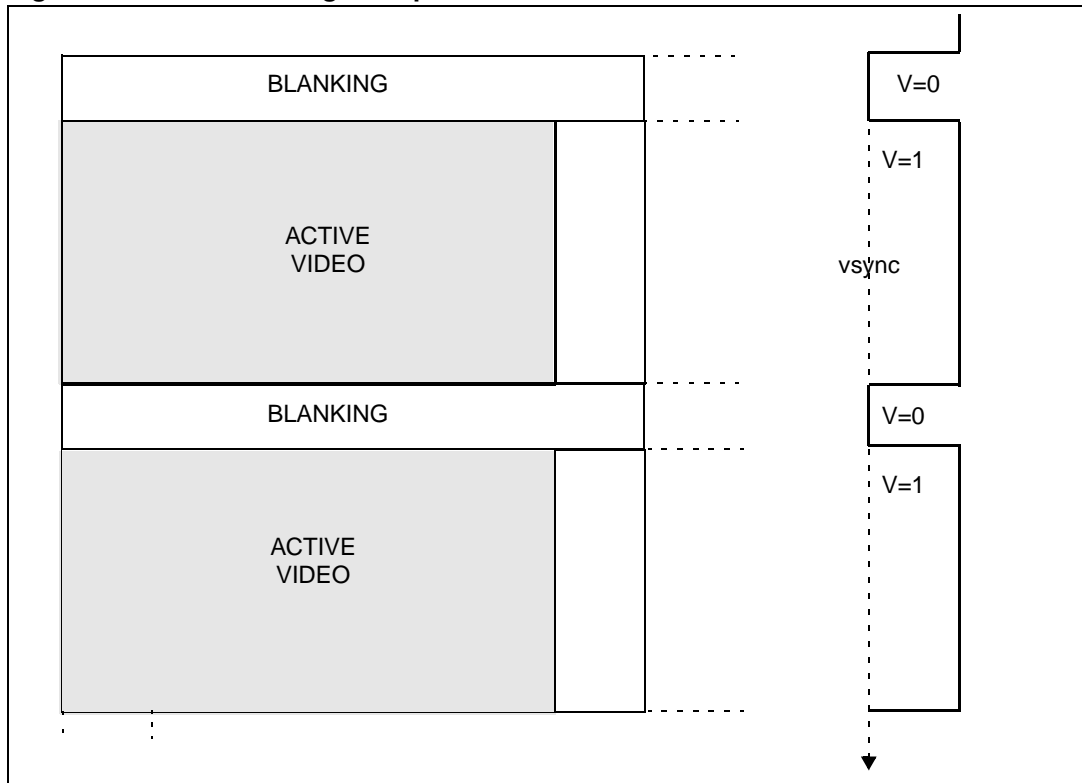 BLANKING
V=0
V=1
ACTIVE
VIDEO
vsync
BLANKING
V=0
V=1
ACTIVE
VIDEO